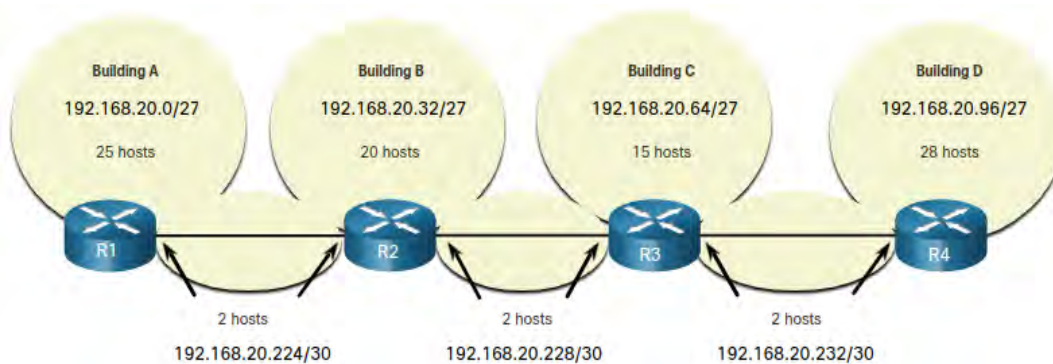 Building A
192.168.20.0/27
25 hosts
Building B
192.168.20.32/27
20 hosts
Building C
192.168.20.64/27
15 hosts
Building D
192.168.20.96/27
28 hosts
R1
R2
R3
R4
2 hosts
192.168.20.224/30
2 hosts
192.168.20.228/30
2 hosts
192.168.20.232/30